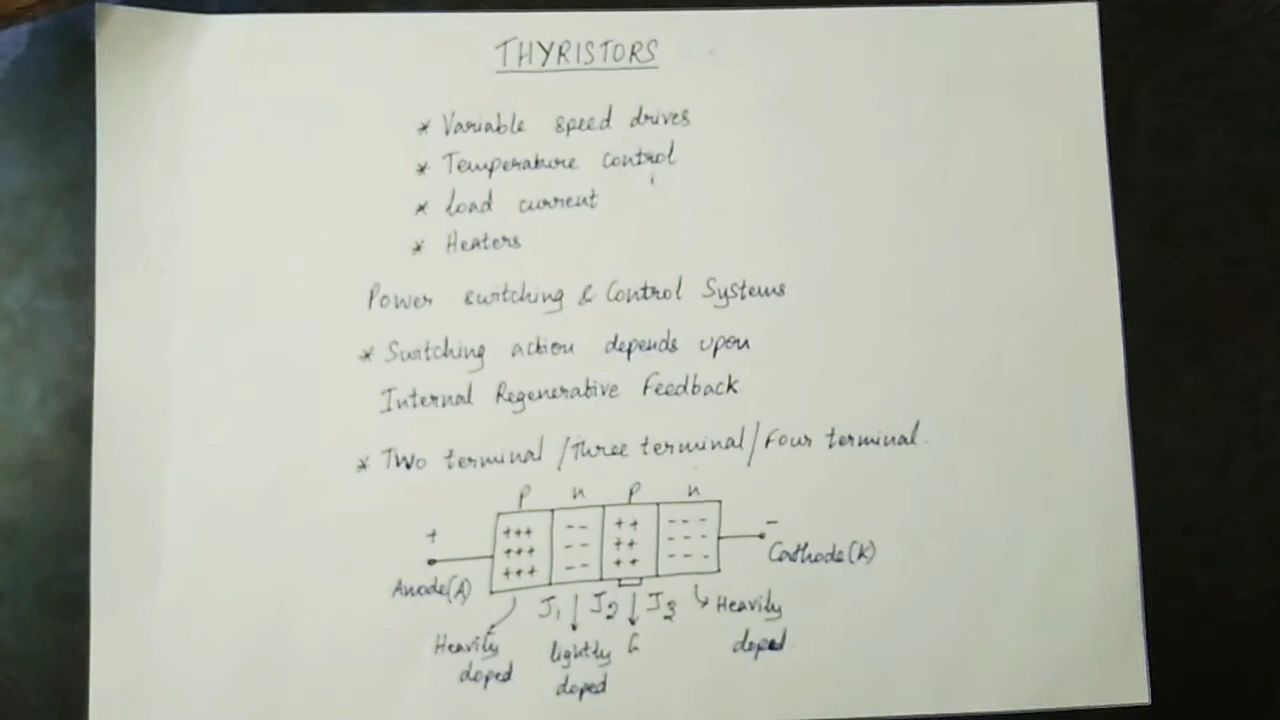 THYRISTORS
* Variable speed drives
* Temperature control
* load current
* Heaters
Power switching & Control Systems
* Switching action depends upon
Internal Regenerative Feedback
* Two terminal/Three terminal/Four terminal.
P n P n
+ -
+++ -- ++ ---
+++ -- ++ ---
+++ -- ++ ---
Anode(A) Cathode(K)
J1 J2 J3
Heavily doped
lightly doped
G
Heavily doped.